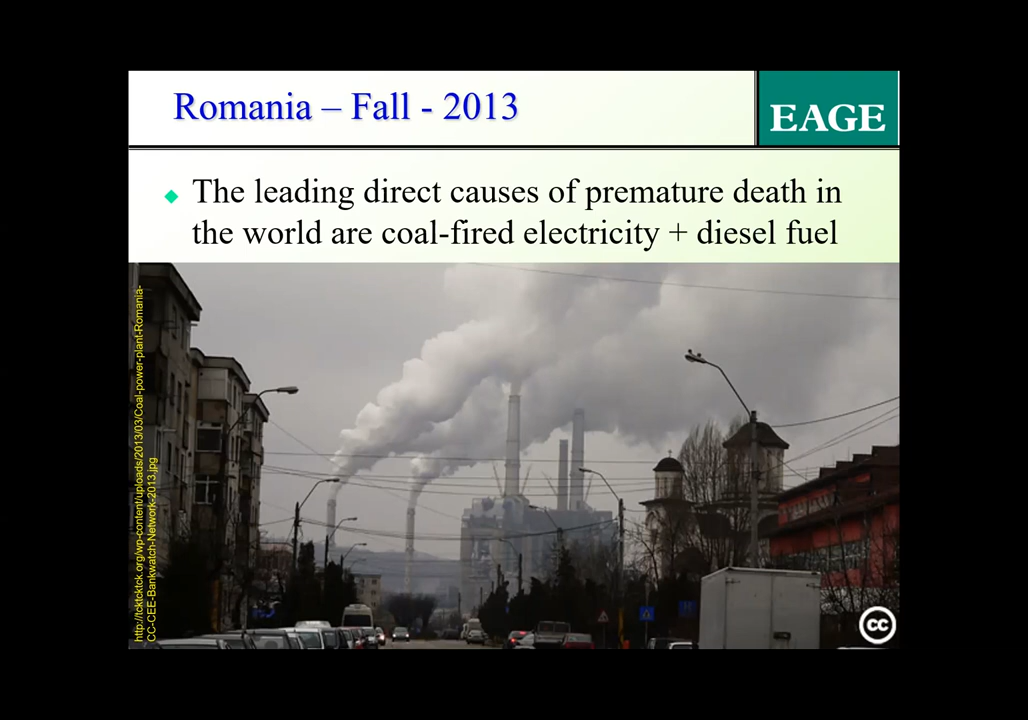 Romania – Fall - 2013
EAGE
The leading direct causes of premature death in
the world are coal-fired electricity + diesel fuel
http://tcktcktck.org/wp-content/uploads/2013/03/Coal-power-plant-Romania-
CC-CEE-Bankwatch-Network-2013.jpg
cc